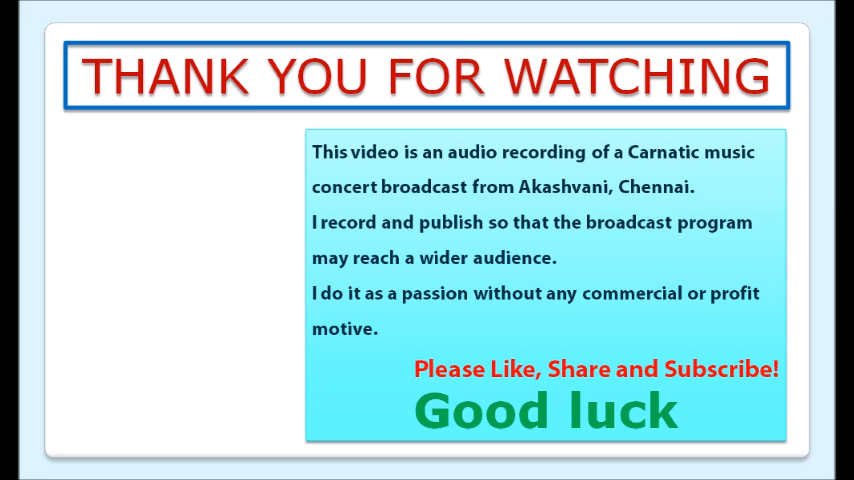 THANK YOU FOR WATCHING
This video is an audio recording of a Carnatic music
concert broadcast from Akashvani, Chennai.
I record and publish so that the broadcast program
may reach a wider audience.
I do it as a passion without any commercial or profit
motive.
Please Like, Share and Subscribe!
Good luck